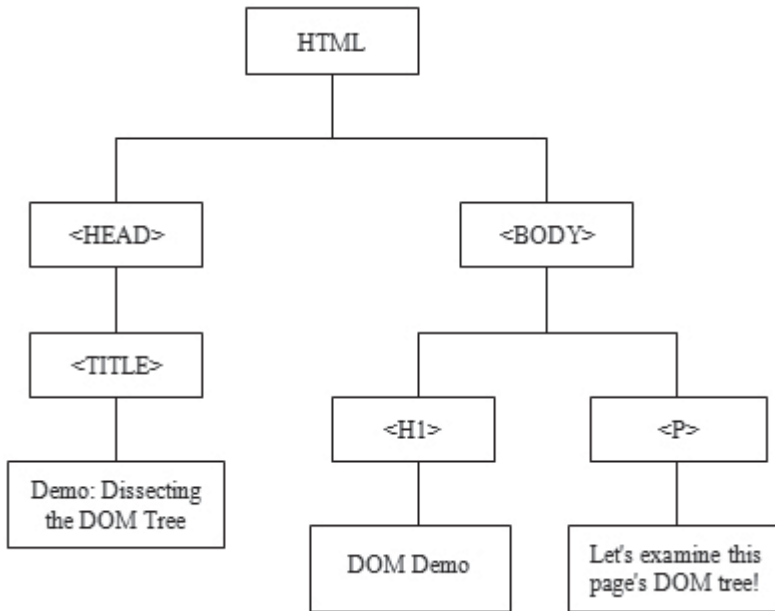 HTML
<HEAD>
<BODY>
<TITLE>
<H1>
<P>
Demo: Dissecting
the DOM Tree
DOM Demo
Let's examine this
page's DOM tree!